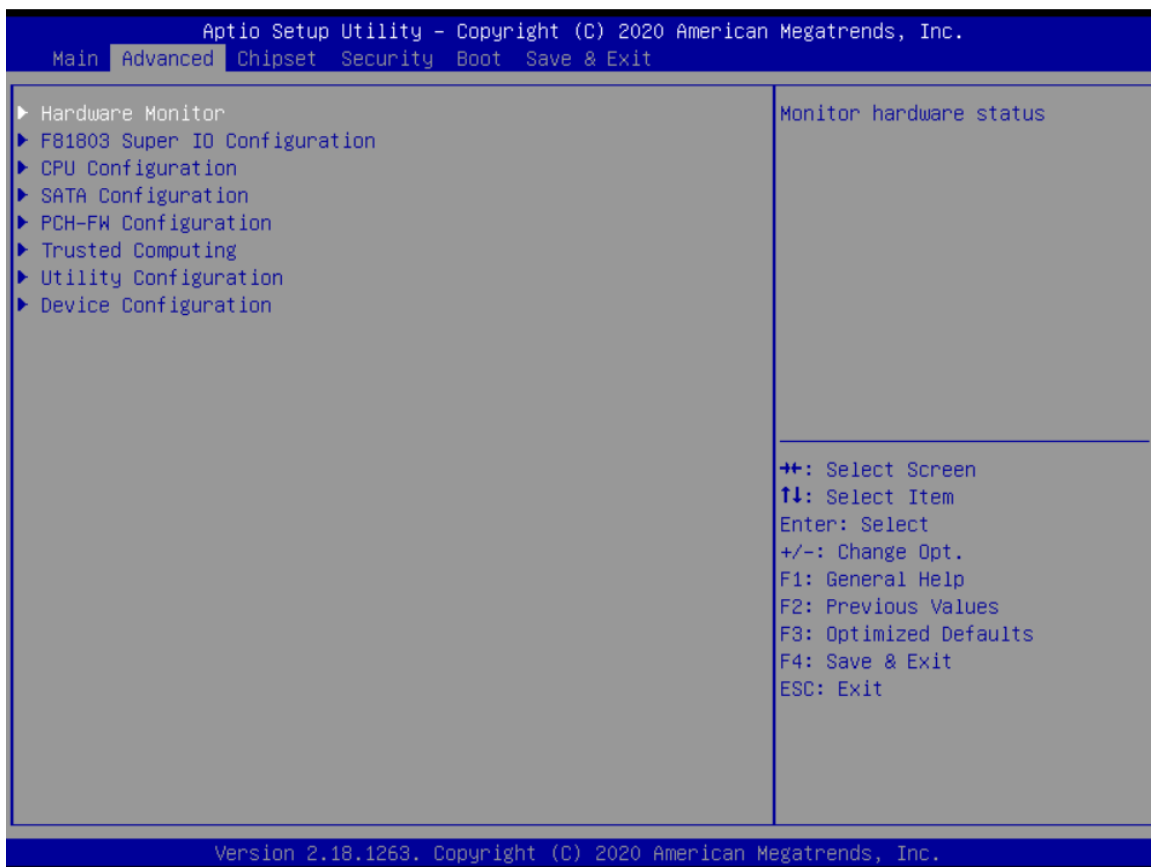 Aptio Setup Utility – Copyright (C) 2020 American Megatrends, Inc.
Main Advanced Chipset Security Boot Save & Exit
▶ Hardware Monitor
▶ F81803 Super IO Configuration
▶ CPU Configuration
▶ SATA Configuration
▶ PCH-FW Configuration
▶ Trusted Computing
▶ Utility Configuration
▶ Device Configuration
Monitor hardware status
→←: Select Screen
↑↓: Select Item
Enter: Select
+/-: Change Opt.
F1: General Help
F2: Previous Values
F3: Optimized Defaults
F4: Save & Exit
ESC: Exit
Version 2.18.1263. Copyright (C) 2020 American Megatrends, Inc.